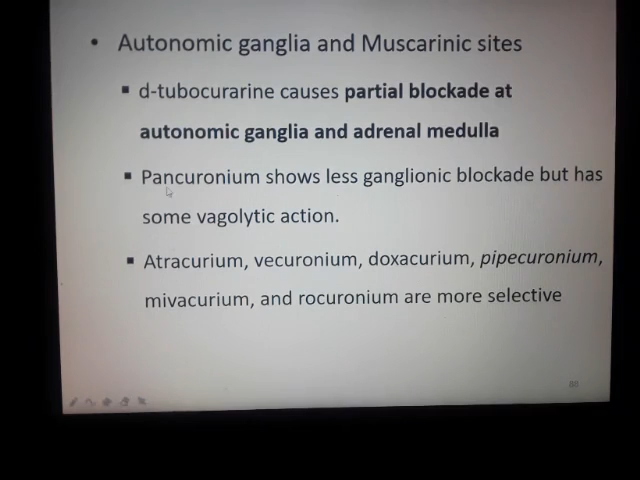 • Autonomic ganglia and Muscarinic sites
▪ d-tubocurarine causes partial blockade at
autonomic ganglia and adrenal medulla
▪ Pancuronium shows less ganglionic blockade but has
some vagolytic action.
▪ Atracurium, vecuronium, doxacurium, pipecuronium,
mivacurium, and rocuronium are more selective